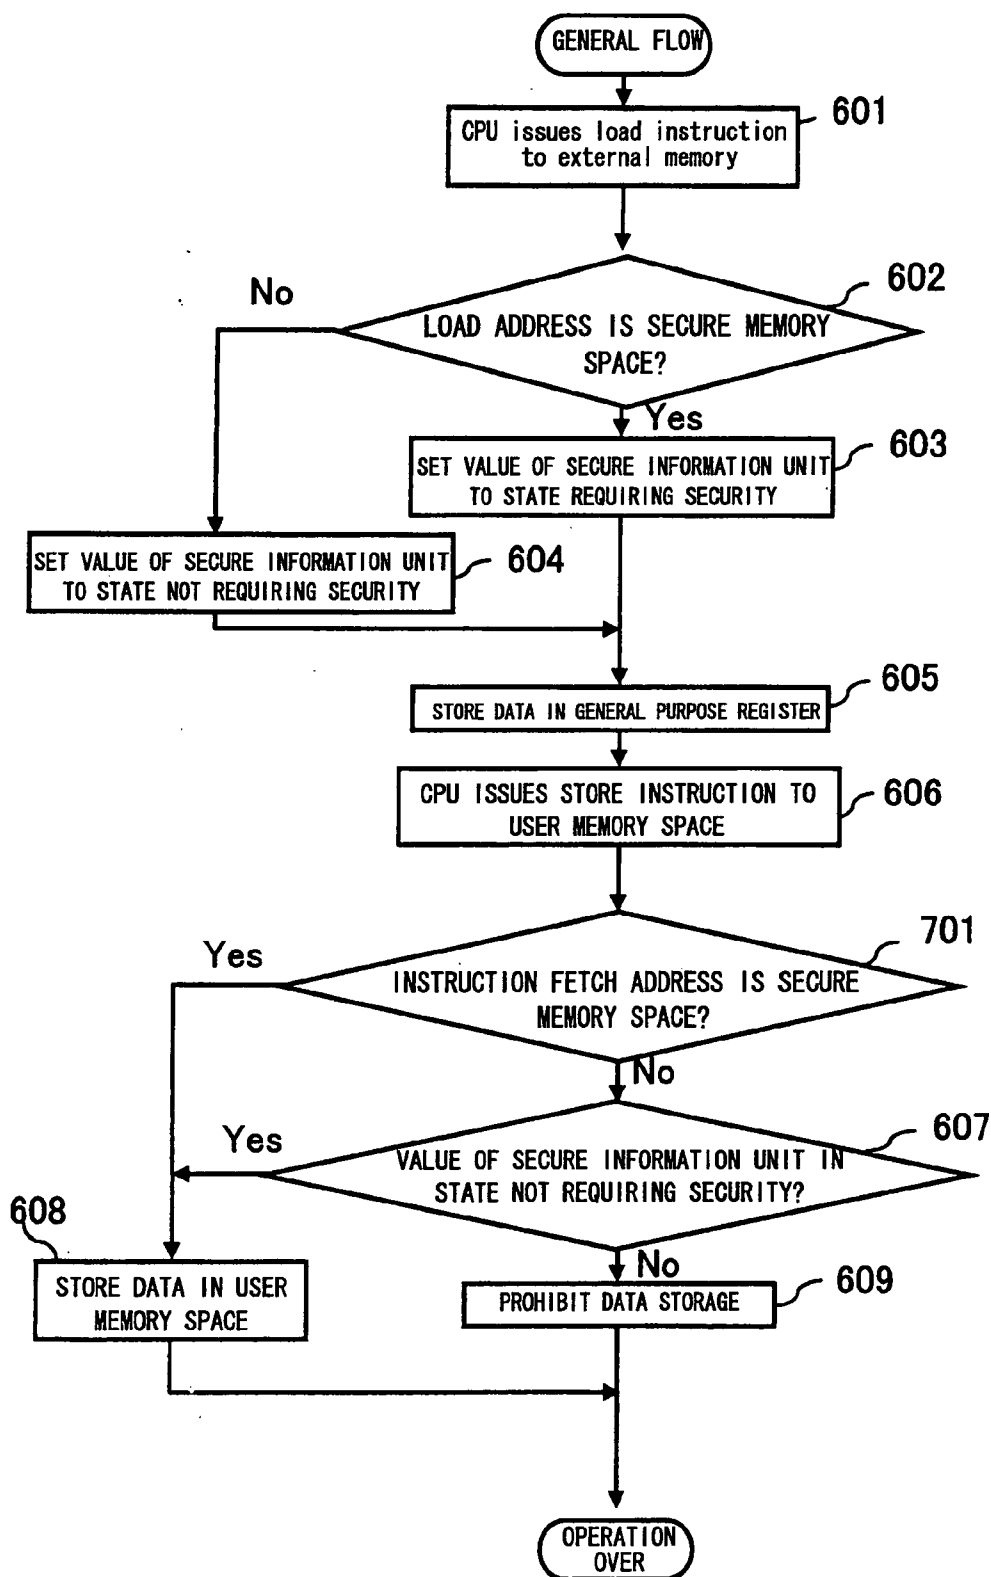 GENERAL FLOW
601
CPU issues load instruction
to external memory
602
No
LOAD ADDRESS IS SECURE MEMORY
SPACE?
Yes
603
SET VALUE OF SECURE INFORMATION UNIT
TO STATE REQUIRING SECURITY
604
SET VALUE OF SECURE INFORMATION UNIT
TO STATE NOT REQUIRING SECURITY
605
STORE DATA IN GENERAL PURPOSE REGISTER
606
CPU ISSUES STORE INSTRUCTION TO
USER MEMORY SPACE
701
Yes
INSTRUCTION FETCH ADDRESS IS SECURE
MEMORY SPACE?
No
607
Yes
VALUE OF SECURE INFORMATION UNIT IN
STATE NOT REQUIRING SECURITY?
608
No
STORE DATA IN USER
MEMORY SPACE
609
PROHIBIT DATA STORAGE
OPERATION
OVER